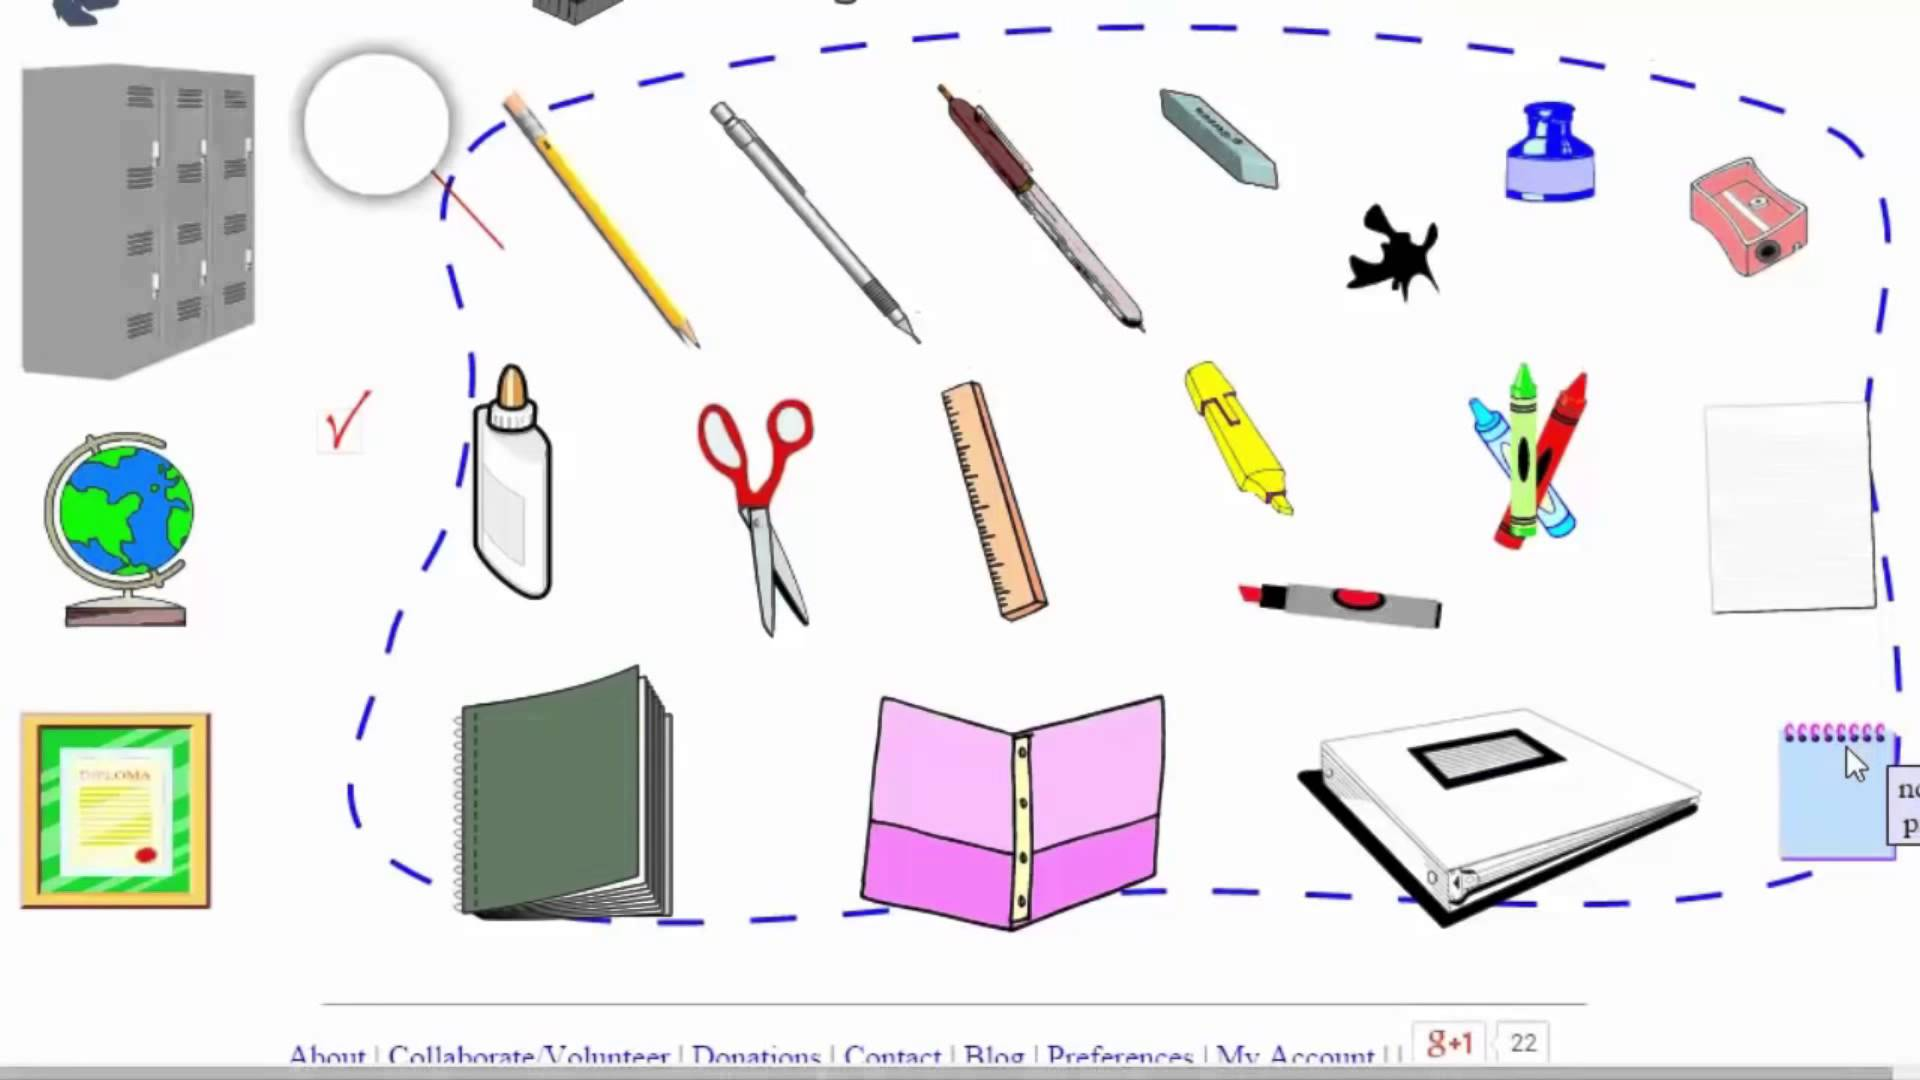 DIPLOMA
About | Collaborate/Volunteer | Donations | Contact | Blog | Preferences | My Account | |
g+1 22